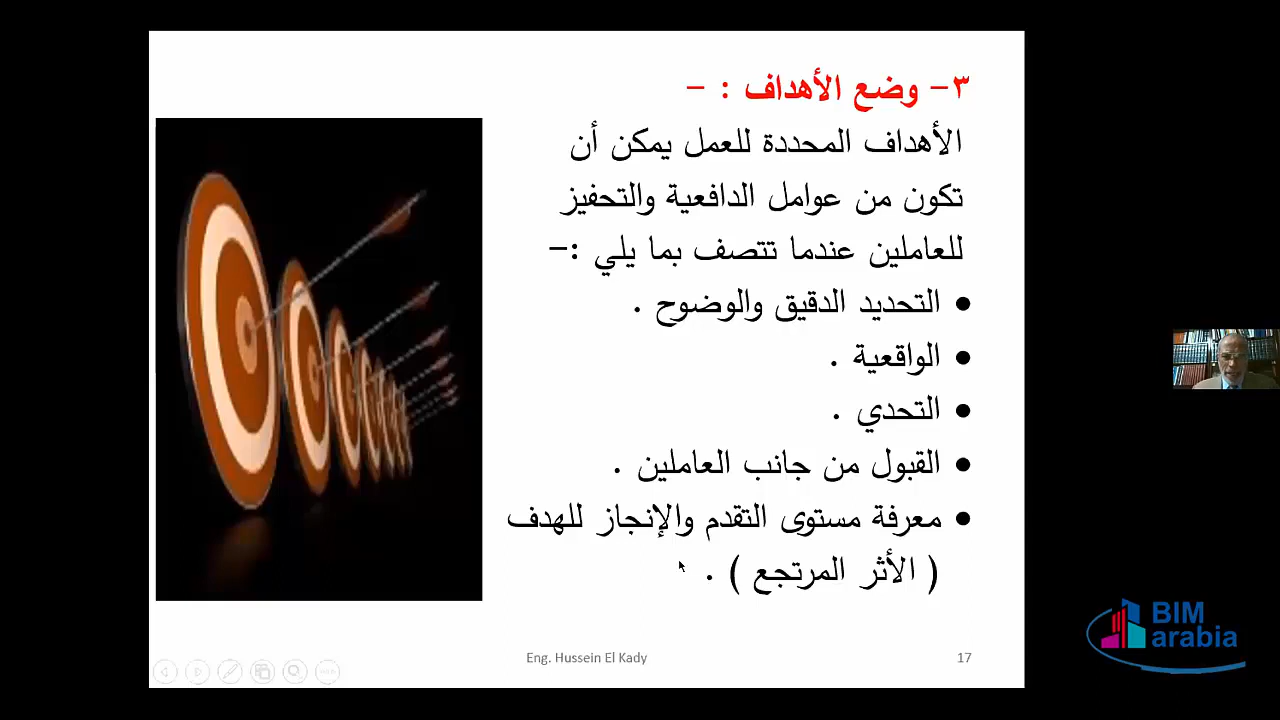 ٣- وضع الأهداف : -
الأهداف المحددة للعمل يمكن أن
تكون من عوامل الدافعية والتحفيز
للعاملين عندما تتصف بما يلي :-
• التحديد الدقيق والوضوح .
• الواقعية .
• التحدي .
• القبول من جانب العاملين .
• معرفة مستوى التقدم والإنجاز للهدف
( الأثر المرتجع ) .
Eng. Hussein El Kady
17
BIM
arabia